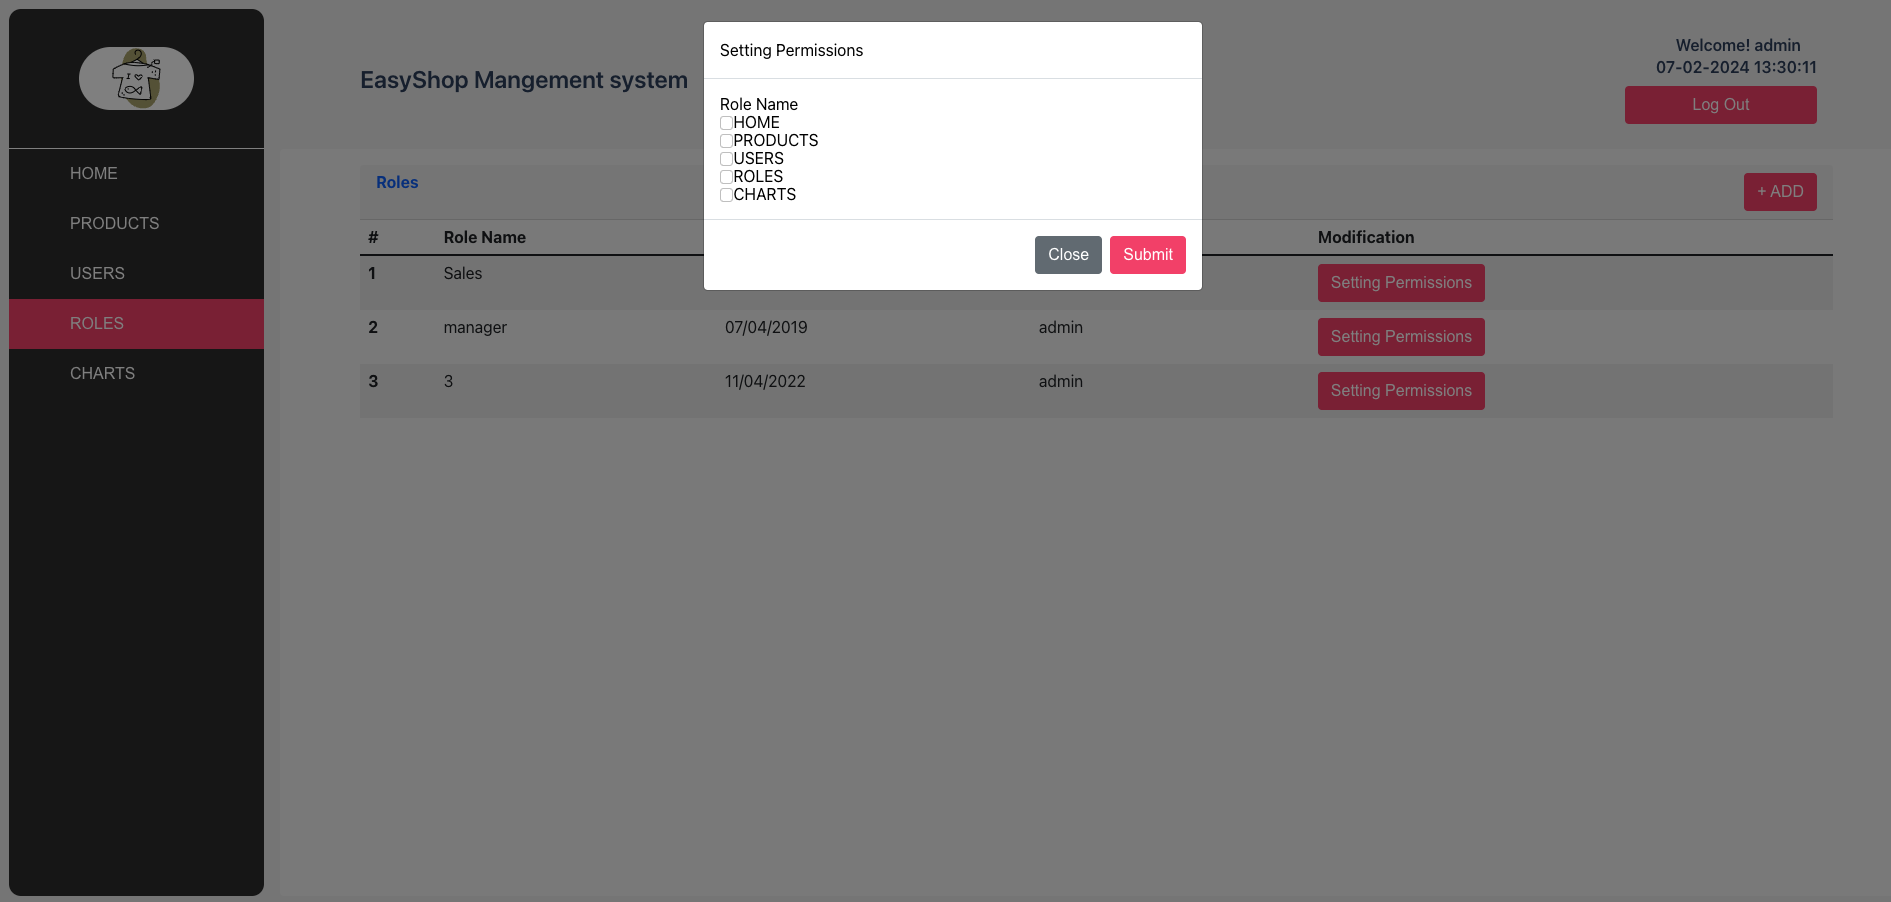 EasyShop Mangement system
Welcome! admin
07-02-2024 13:30:11
Log Out
HOME
PRODUCTS
USERS
ROLES
CHARTS
Setting Permissions
Role Name
HOME
PRODUCTS
USERS
ROLES
CHARTS
Close Submit
Roles
+ ADD
# Role Name Modification
1 Sales Setting Permissions
2 manager 07/04/2019 admin Setting Permissions
3 3 11/04/2022 admin Setting Permissions